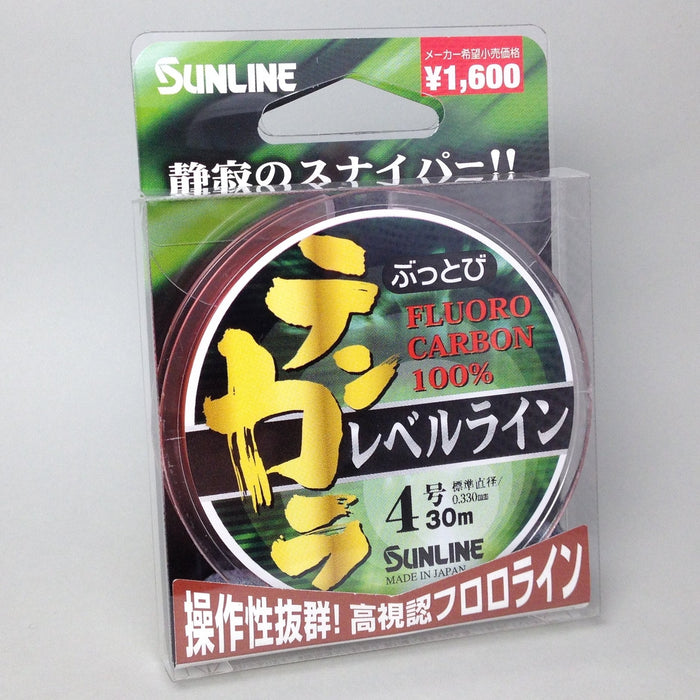 SUNLINE
メーカー希望小売価格
¥1,600
静寂のスナイパー!!
ぶっとび
テンカラ
FLUORO
CARBON
100%
レベルライン
4号
標準直径/
0.330mm
30m
SUNLINE
MADE IN JAPAN
操作性抜群!高視認フロロライン